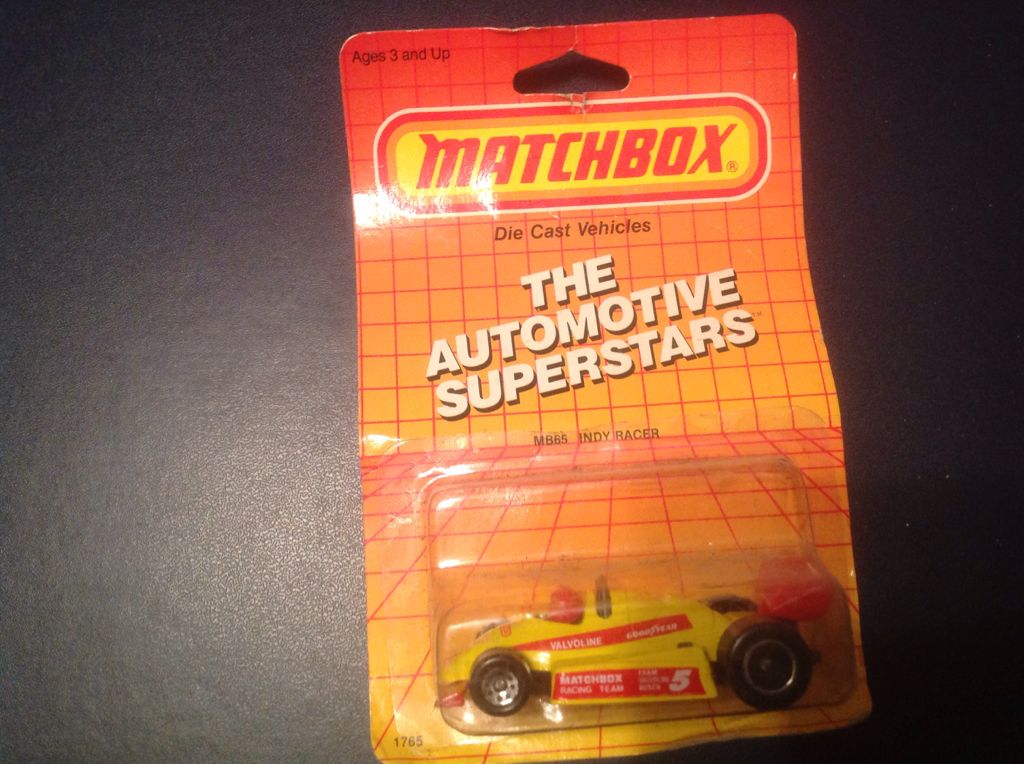 Ages 3 and Up
MATCHBOX®
Die Cast Vehicles
THE
AUTOMOTIVE
SUPERSTARS™
MB65 INDY RACER
VALVOLINE
GOODYEAR
MATCHBOX
RACING TEAM
TEAM
5
1765